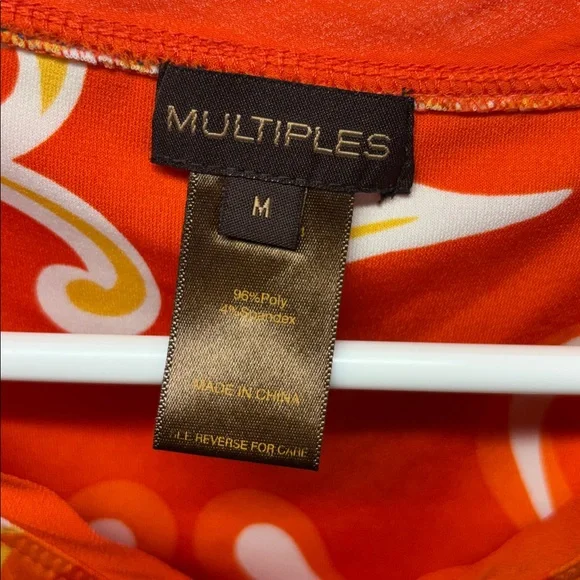 MULTIPLES
M
96%Poly
4%Spandex
MADE IN CHINA
REVERSE FOR CARE